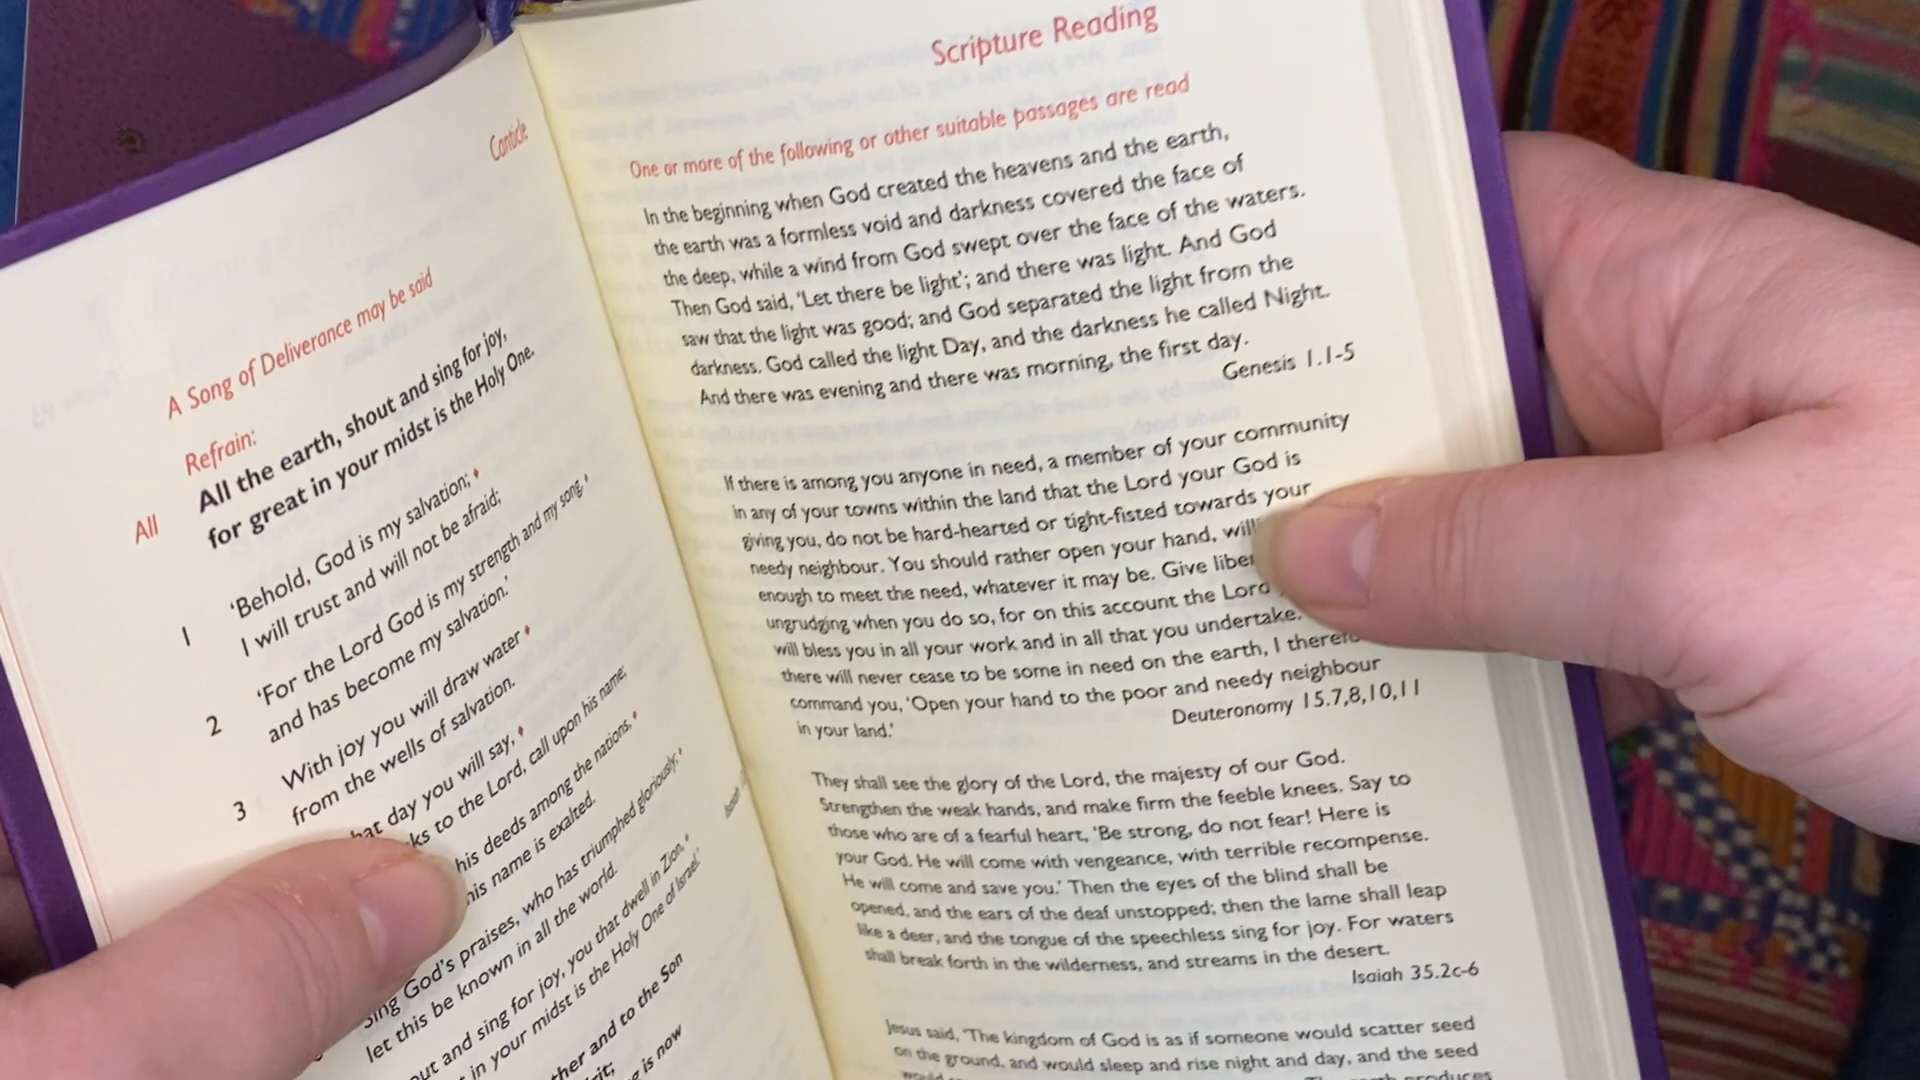 Canticle
A Song of Deliverance may be said
Refrain:
All All the earth, shout and sing for joy,
for great in your midst is the Holy One.
1 ‘Behold, God is my salvation; ♦
I will trust and will not be afraid;
2 ‘For the Lord God is my strength and my song, ♦
and has become my salvation.’
3 With joy you will draw water ♦
from the wells of salvation.
day you will say, ♦
to the Lord, call upon his name;
his deeds among the nations, ♦
his name is exalted.
God’s praises, who has triumphed gloriously; ♦
let this be known in all the world.
and sing for joy, you that dwell in Zion, ♦
in your midst is the Holy One of Israel.’
Isaiah
and to the Son
is now
Scripture Reading
One or more of the following or other suitable passages are read
In the beginning when God created the heavens and the earth,
the earth was a formless void and darkness covered the face of
the deep, while a wind from God swept over the face of the waters.
Then God said, ‘Let there be light’; and there was light. And God
saw that the light was good; and God separated the light from the
darkness. God called the light Day, and the darkness he called Night.
And there was evening and there was morning, the first day.
Genesis 1.1-5
If there is among you anyone in need, a member of your community
in any of your towns within the land that the Lord your God is
giving you, do not be hard-hearted or tight-fisted towards your
needy neighbour. You should rather open your hand,
enough to meet the need, whatever it may be. Give
ungrudging when you do so, for on this account the Lord
will bless you in all your work and in all that you undertake.
there will never cease to be some in need on the earth, I
command you, ‘Open your hand to the poor and needy neighbour
in your land.’
Deuteronomy 15.7,8,10,11
They shall see the glory of the Lord, the majesty of our God.
Strengthen the weak hands, and make firm the feeble knees. Say to
those who are of a fearful heart, ‘Be strong, do not fear! Here is
your God. He will come with vengeance, with terrible recompense.
He will come and save you.’ Then the eyes of the blind shall be
opened, and the ears of the deaf unstopped; then the lame shall leap
like a deer, and the tongue of the speechless sing for joy. For waters
shall break forth in the wilderness, and streams in the desert.
Isaiah 35.2c-6
Jesus said, ‘The kingdom of God is as if someone would scatter seed
on the ground, and would sleep and rise night and day, and the seed
would